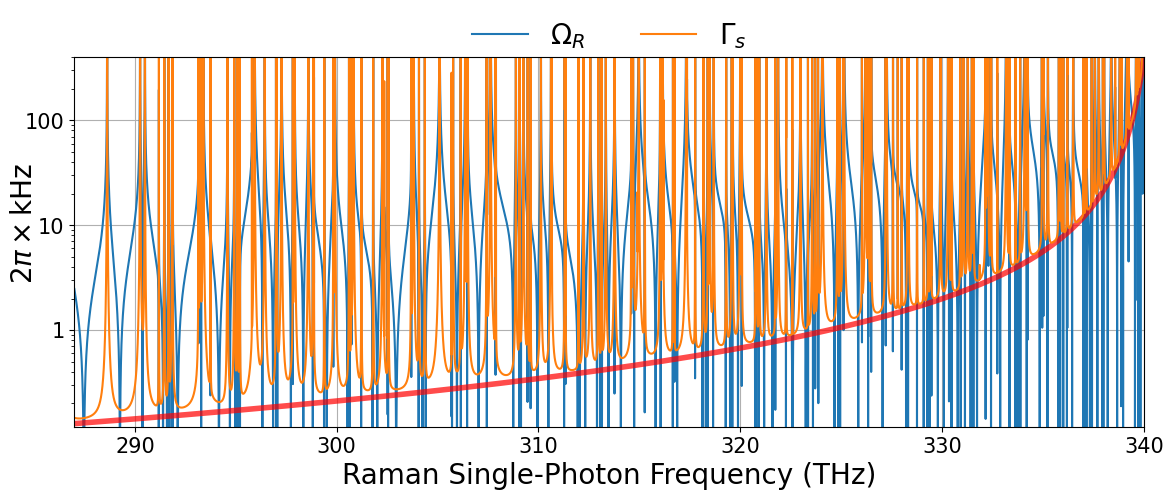 Ω_R Γ_s
2π × kHz
100
10
1
290 300 310 320 330 340
Raman Single-Photon Frequency (THz)